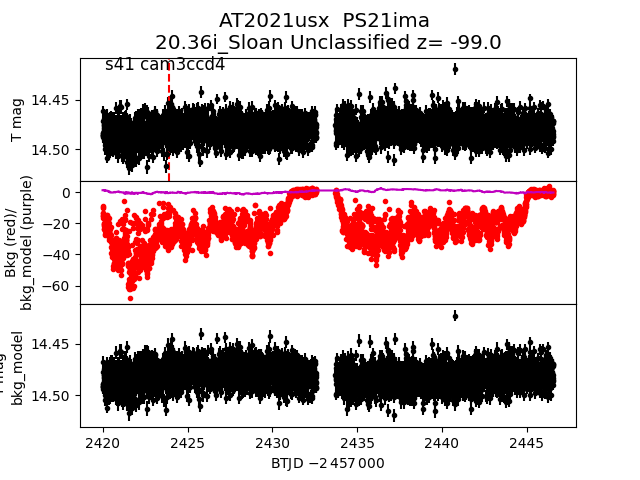 AT2021usx PS21ima
20.36i_Sloan Unclassified z= -99.0
s41 cam3ccd4
T mag
14.45
14.50
Bkg (red)/
bkg_model (purple)
0
−20
−40
−60
mag
bkg_model
14.45
14.50
2420 2425 2430 2435 2440 2445
BTJD −2 457 000